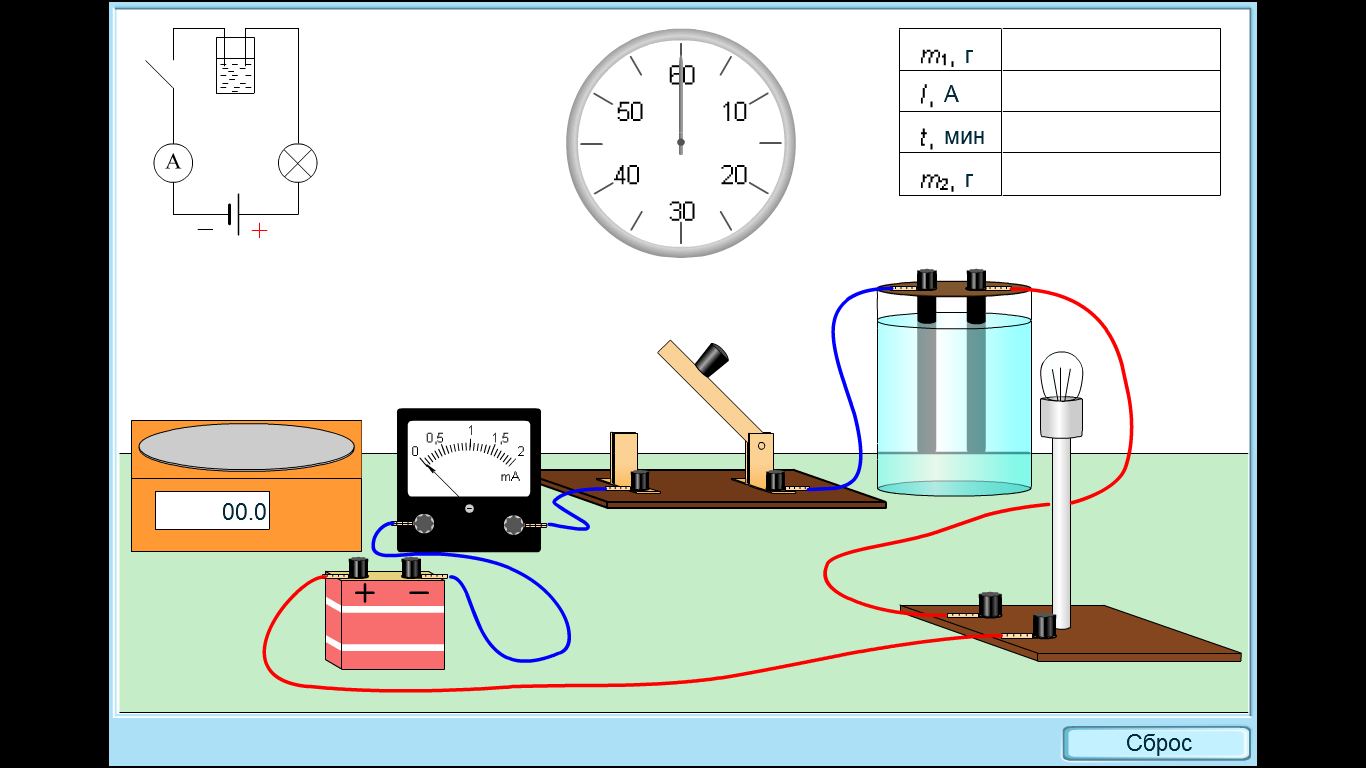 A
− +
60
50 10
40 20
30
m1, г
I, А
t, мин
m2, г
0 0,5 1 1,5 2
mA
00.0
+ −
Сброс